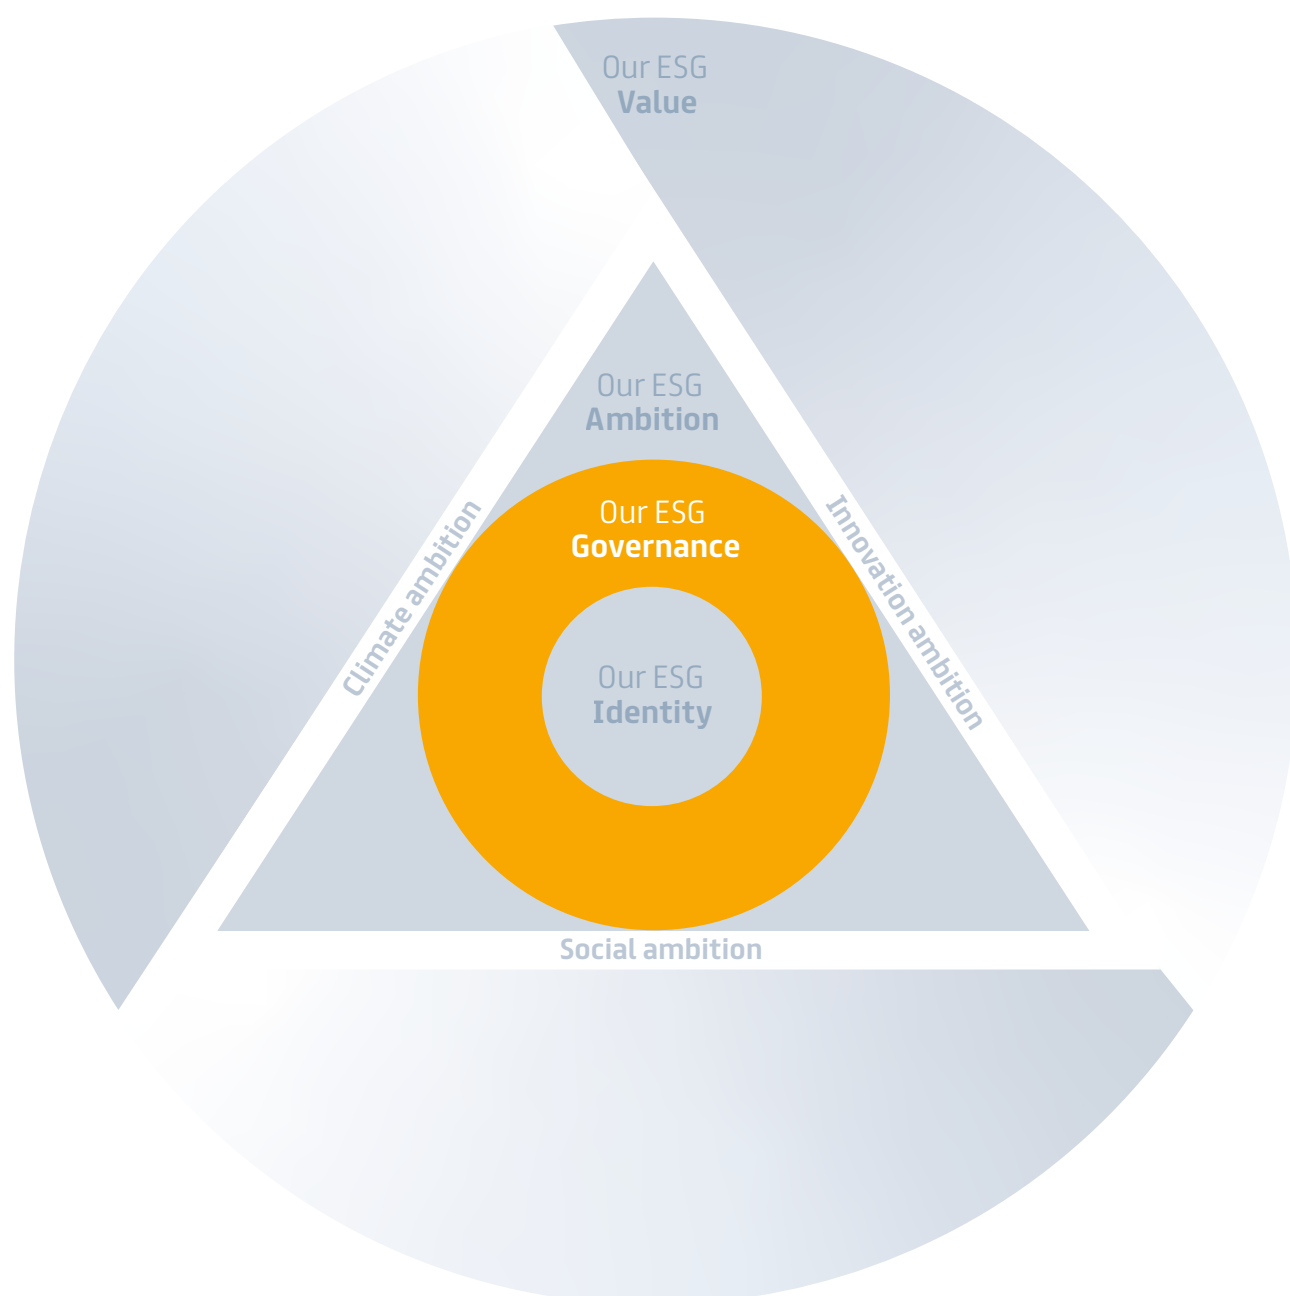 Our ESG
Value
Our ESG
Ambition
Our ESG
Governance
Climate ambition
Innovation ambition
Our ESG
Identity
Social ambition